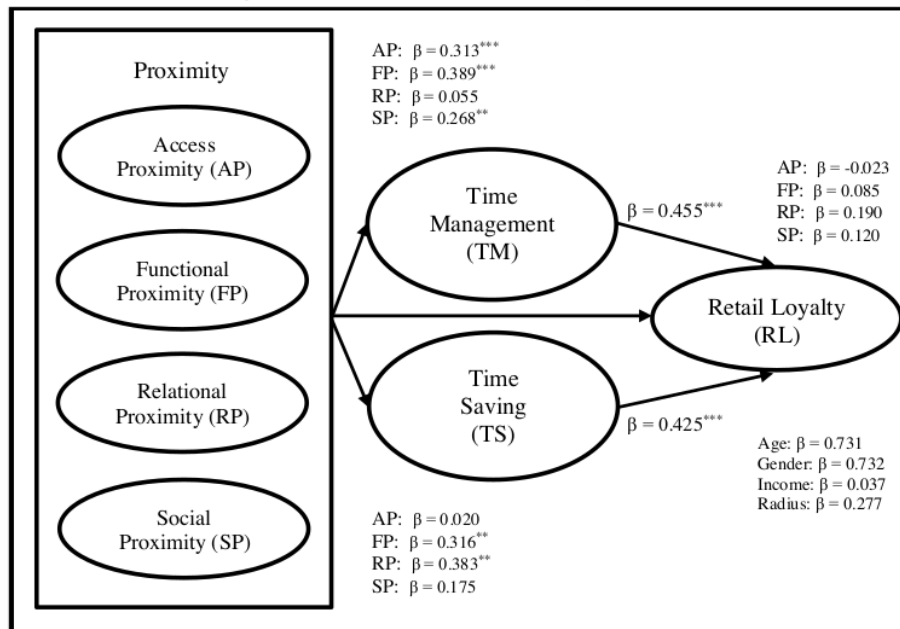 Proximity
Access
Proximity (AP)
Functional
Proximity (FP)
Relational
Proximity (RP)
Social
Proximity (SP)
AP: β = 0.313***
FP: β = 0.389***
RP: β = 0.055
SP: β = 0.268**
Time
Management
(TM)
β = 0.455***
AP: β = -0.023
FP: β = 0.085
RP: β = 0.190
SP: β = 0.120
Retail Loyalty
(RL)
Time
Saving
(TS)
β = 0.425***
AP: β = 0.020
FP: β = 0.316**
RP: β = 0.383**
SP: β = 0.175
Age: β = 0.731
Gender: β = 0.732
Income: β = 0.037
Radius: β = 0.277